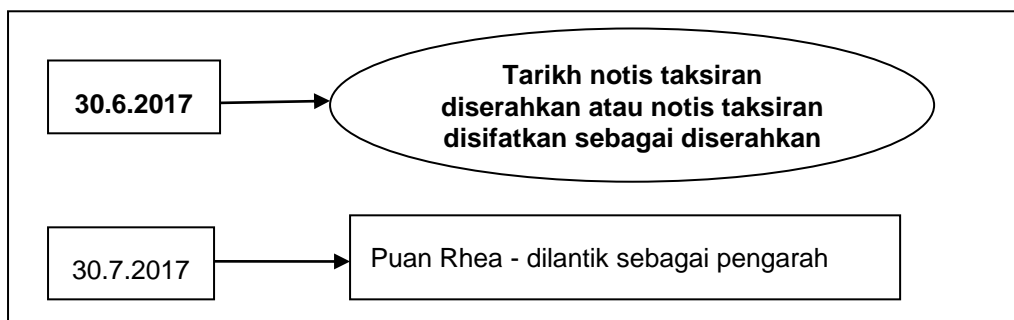 30.6.2017
Tarikh notis taksiran
diserahkan atau notis taksiran
disifatkan sebagai diserahkan
30.7.2017
Puan Rhea - dilantik sebagai pengarah